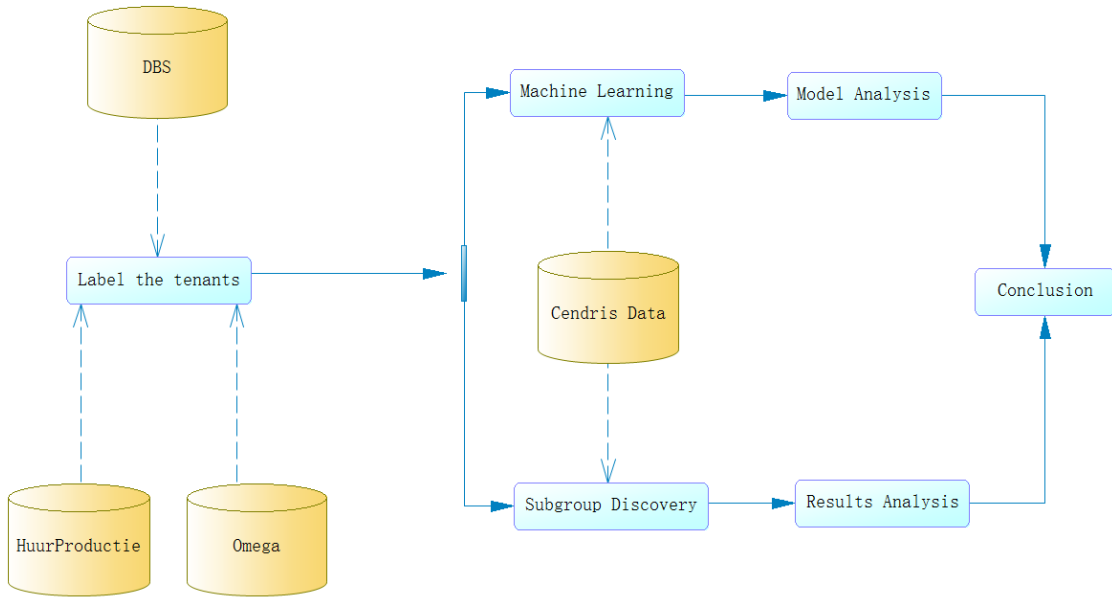 DBS
Machine Learning
Model Analysis
Label the tenants
Cendris Data
Conclusion
HuurProductie
Omega
Subgroup Discovery
Results Analysis